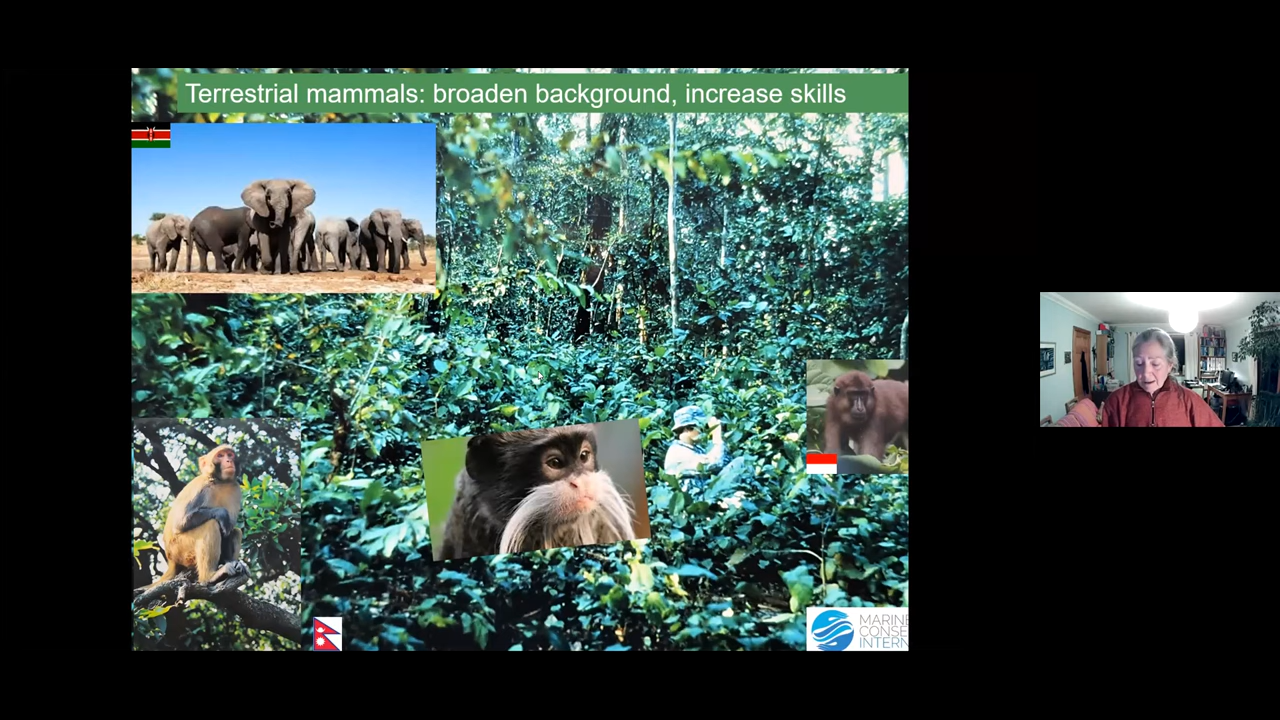 Terrestrial mammals: broaden background, increase skills
MARINE
CONSE
INTERN